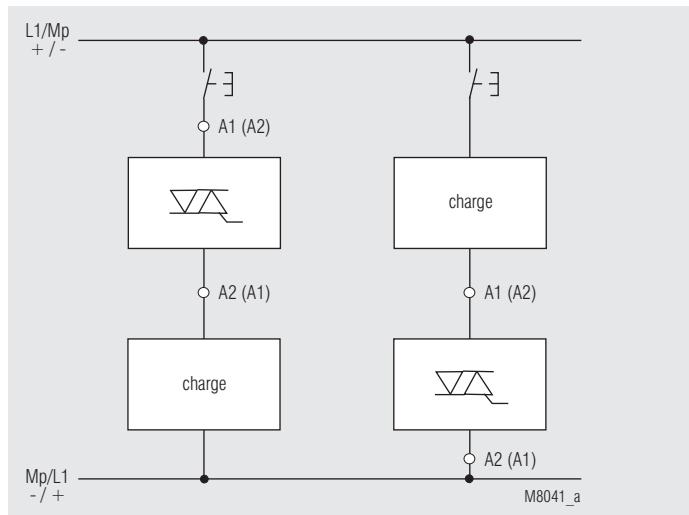 L1/Mp
+ / -
A1 (A2)
charge
A2 (A1)
A1 (A2)
charge
A2 (A1)
Mp/L1
- / +
M8041_a